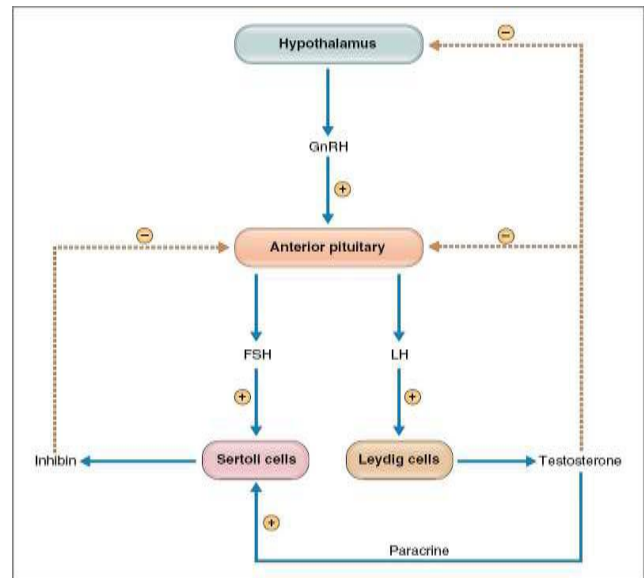 Hypothalamus
−
GnRH
+
− Anterior pituitary −
FSH LH
+ +
Inhibin Sertoli cells Leydig cells Testosterone
+
Paracrine